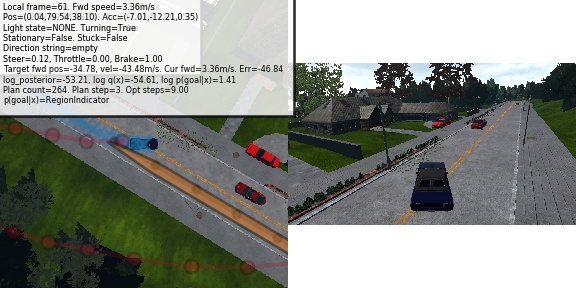 Local frame=61. Fwd speed=3.36m/s
Pos=(0.04,79.54,38.10). Acc=(-7.01,-12.21,0.35)
Light state=NONE. Turning=True
Stationary=False. Stuck=False
Direction string=empty
Steer=0.12, Throttle=0.00, Brake=1.00
Target fwd pos=-34.78, vel=-43.48m/s. Cur fwd=3.36m/s. Err=-46.84
log_posterior=-53.21, log q(x)=-54.61, log p(goal|x)=1.41
Plan count=264. Plan step=3. Opt steps=9.00
p(goal|x)=RegionIndicator